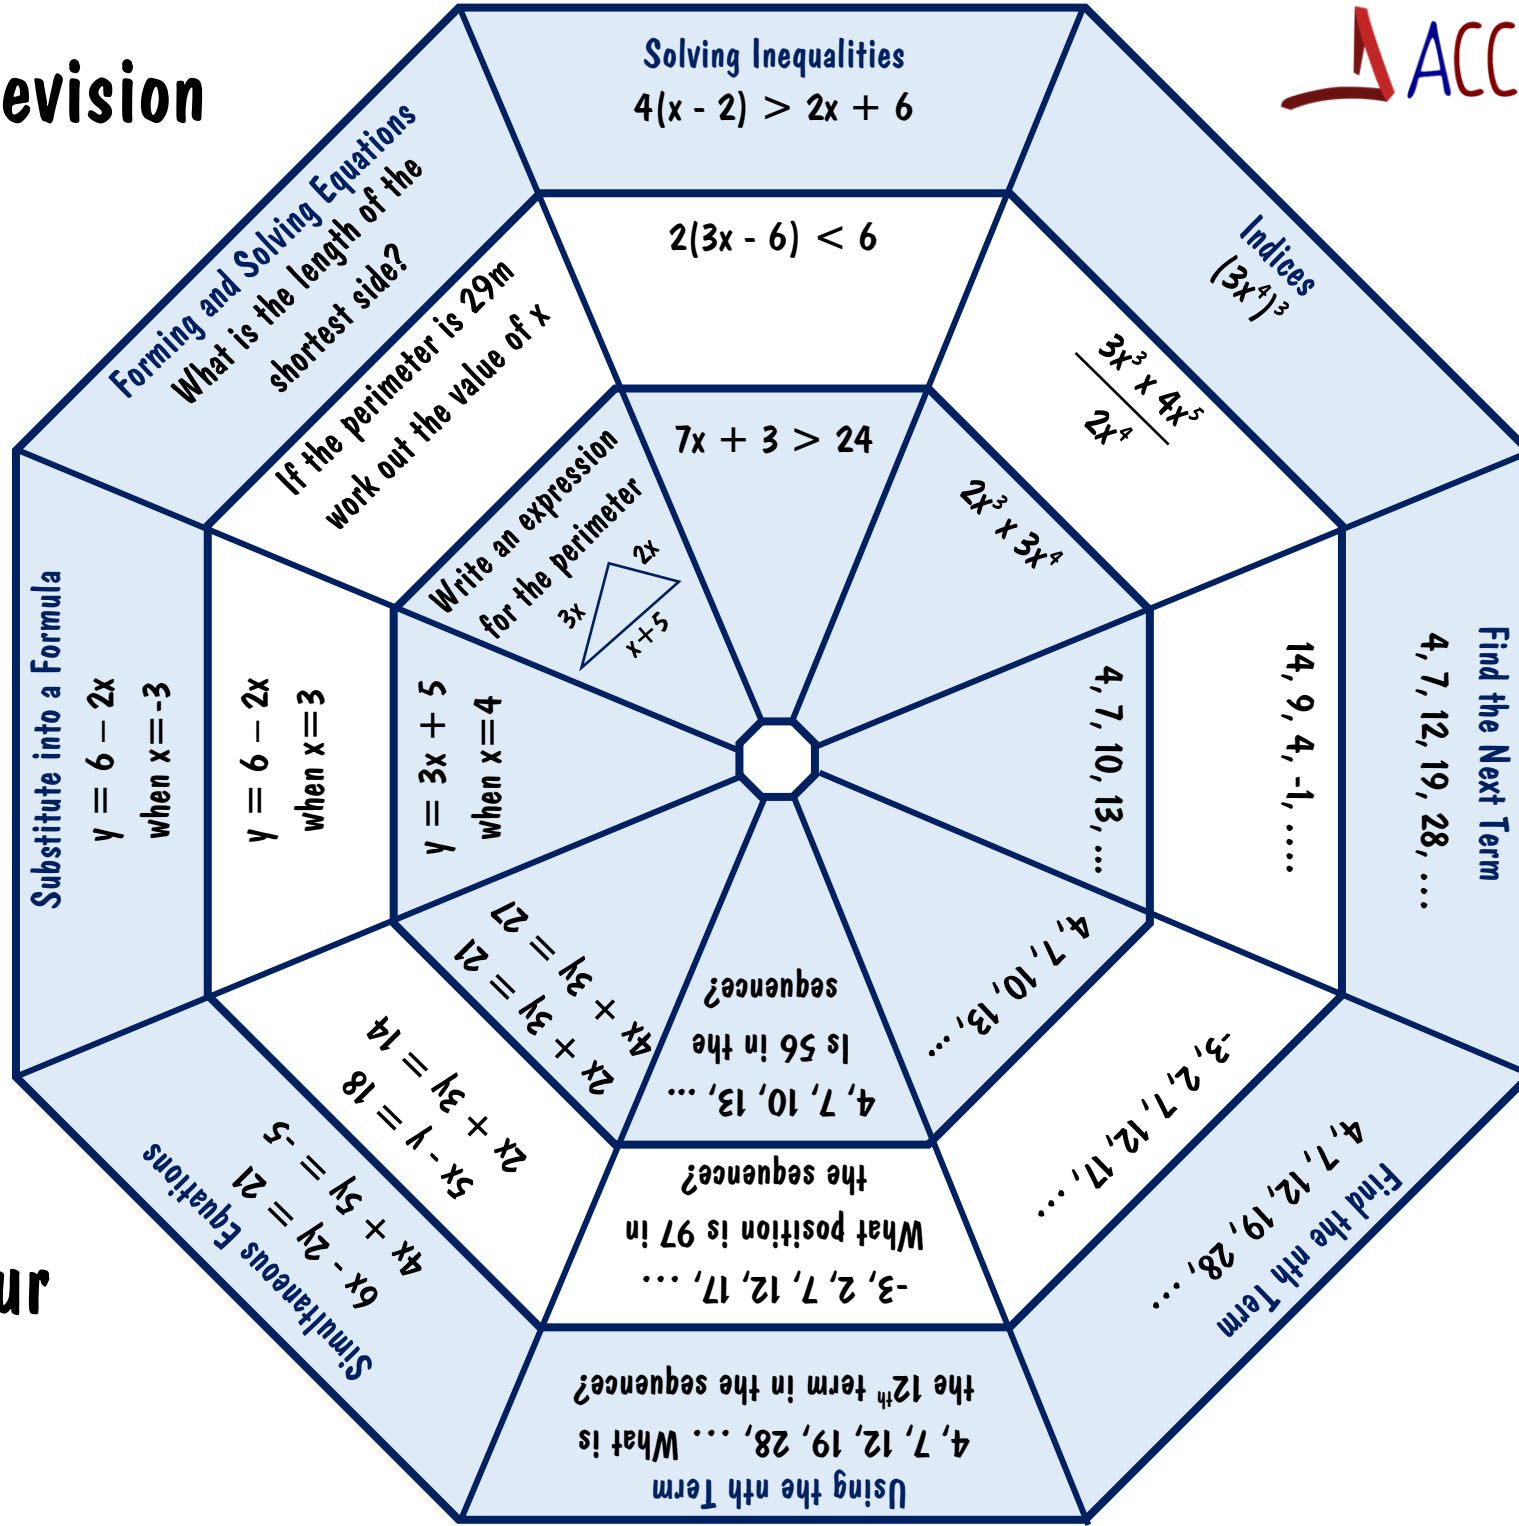 evision
ACC
Solving Inequalities
4(x - 2) > 2x + 6
2(3x - 6) < 6
7x + 3 > 24
Indices
(3x⁴)³
3x³ x 4x⁵
2x⁴
2x³ x 3x⁴
Find the Next Term
4, 7, 12, 19, 28, ...
14, 9, 4, -1, ....
4, 7, 10, 13, ...
Find the nth Term
4, 7, 12, 19, 28, ...
-3, 2, 7, 12, 17, ...
4, 7, 10, 13, ...
Using the nth Term
4, 7, 12, 19, 28, ... What is
the 12th term in the sequence?
-3, 2, 7, 12, 17, ...
What position is 97 in
the sequence?
4, 7, 10, 13, ...
Is 56 in the
sequence?
Simultaneous Equations
6x - 2y = 21
4x + 5y = -5
5x - y = 18
2x + 3y = 14
2x + 3y = 21
4x + 3y = 27
Substitute into a Formula
y = 6 – 2x
when x=-3
y = 6 – 2x
when x=3
y = 3x + 5
when x=4
Forming and Solving Equations
What is the length of the
shortest side?
If the perimeter is 29m
work out the value of x
Write an expression
for the perimeter
2x
3x
x+5
ur